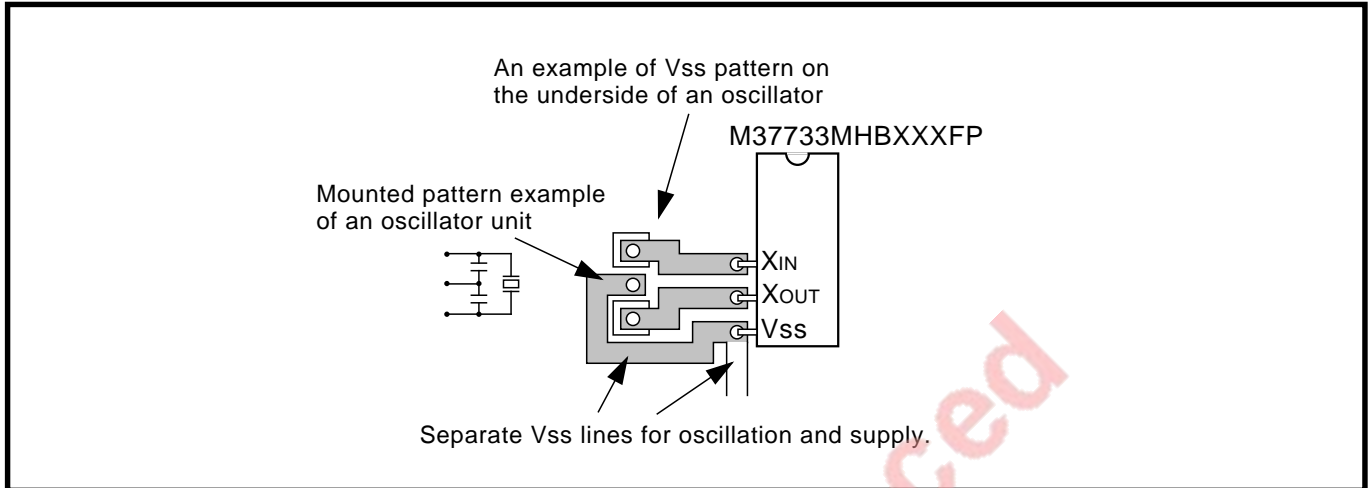 An example of Vss pattern on
the underside of an oscillator
M37733MHBXXXFP
Mounted pattern example
of an oscillator unit
XIN
XOUT
Vss
Separate Vss lines for oscillation and supply.
ced